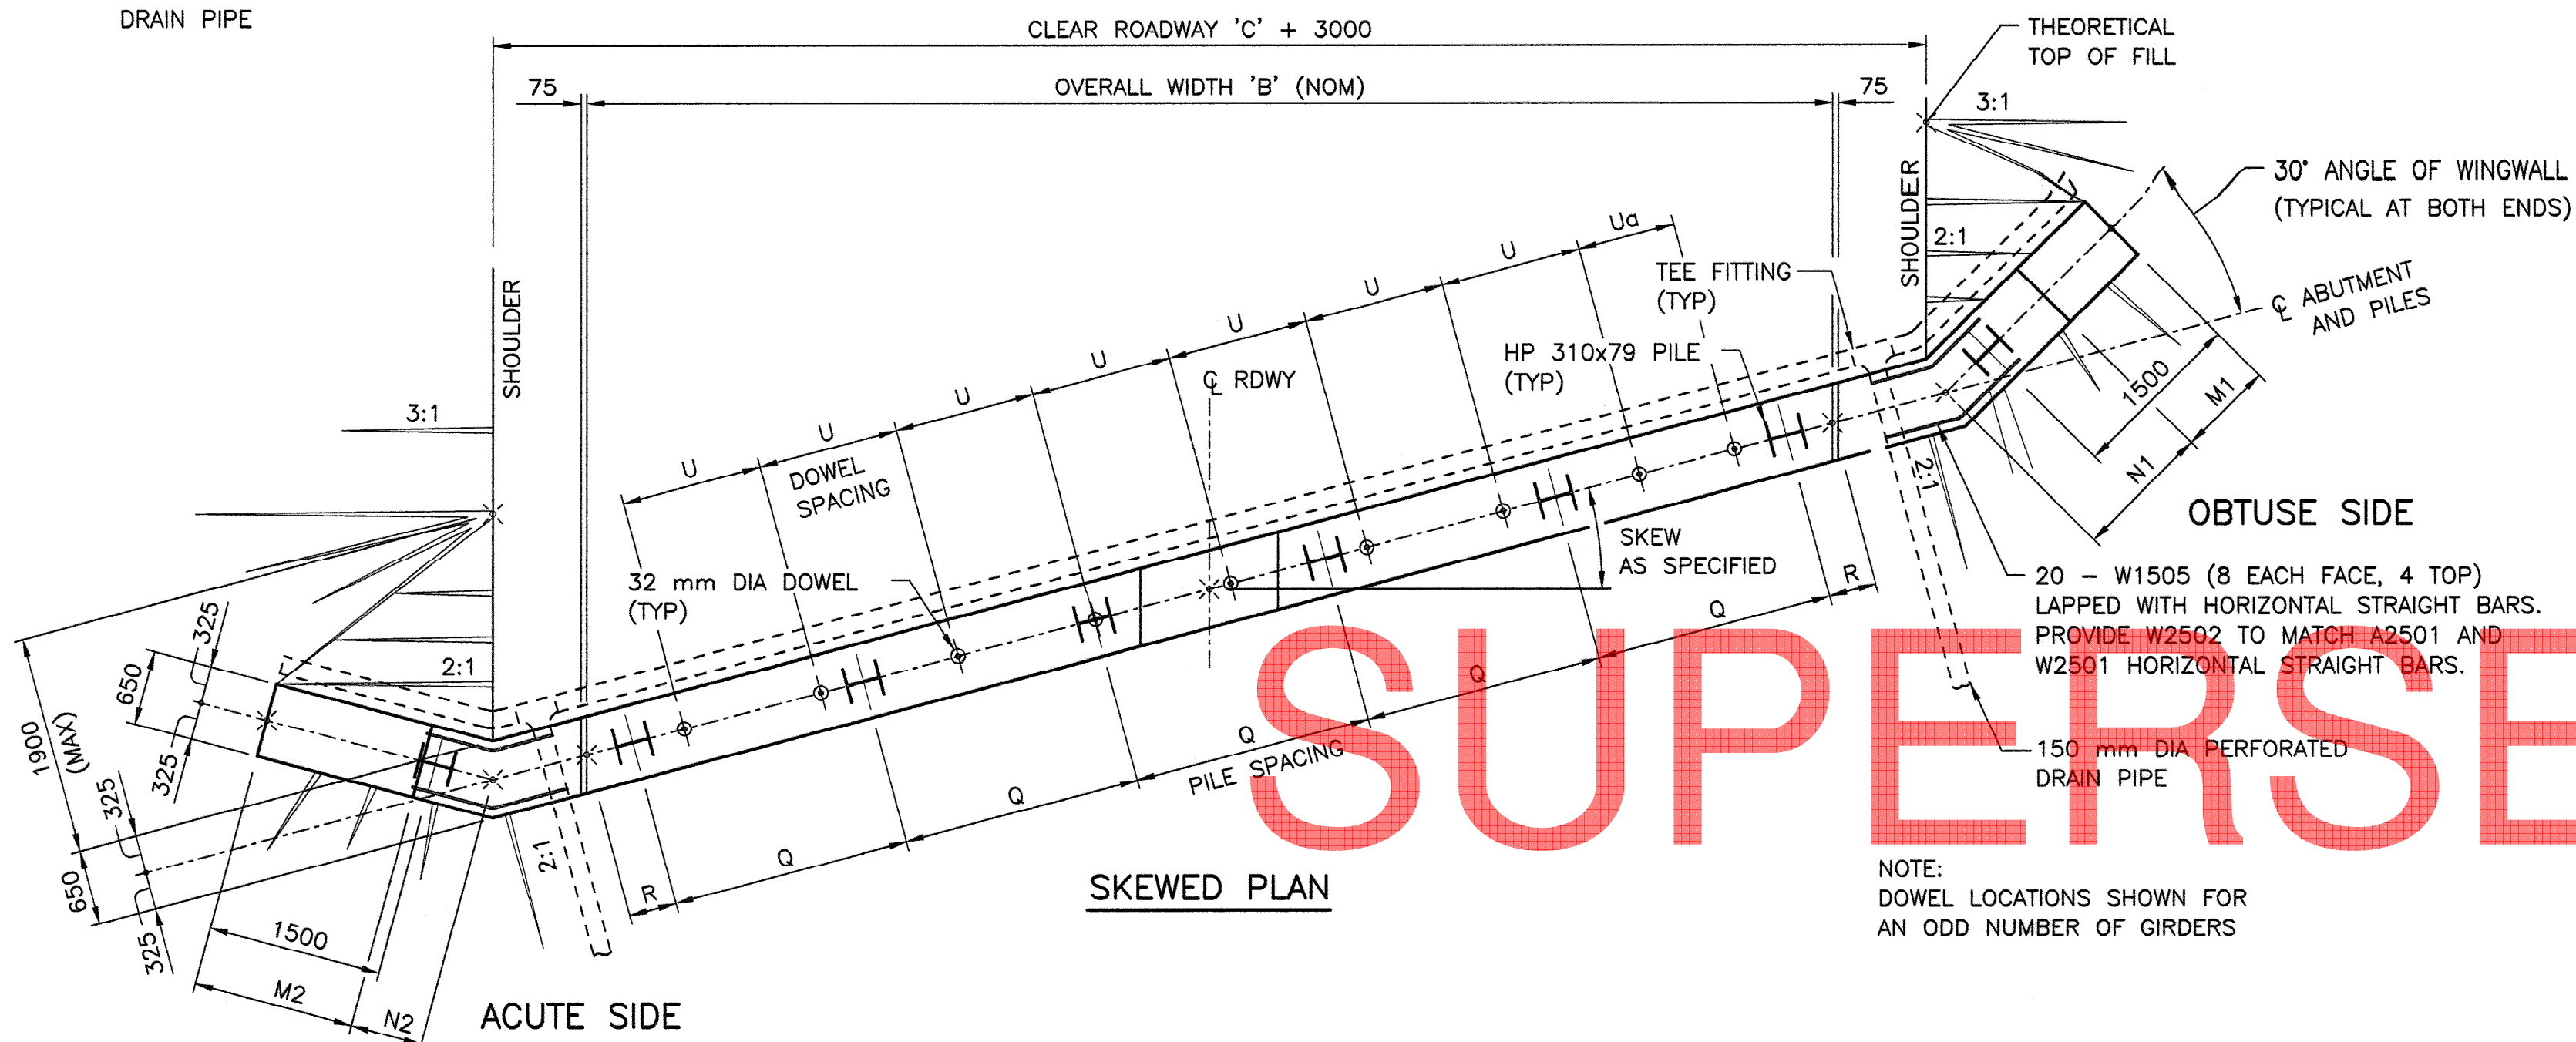 DRAIN PIPE
CLEAR ROADWAY 'C' + 3000
THEORETICAL
TOP OF FILL
75
OVERALL WIDTH 'B' (NOM)
75
3:1
30° ANGLE OF WINGWALL
(TYPICAL AT BOTH ENDS)
SHOULDER
2:1
Ua
U
U
U
U
U
U
U
TEE FITTING
(TYP)
℄ ABUTMENT
AND PILES
SHOULDER
HP 310x79 PILE
(TYP)
℄ RDWY
1500
M1
N1
3:1
DOWEL
SPACING
2:1
OBTUSE SIDE
SKEW
AS SPECIFIED
32 mm DIA DOWEL
(TYP)
R
20 - W1505 (8 EACH FACE, 4 TOP)
LAPPED WITH HORIZONTAL STRAIGHT BARS.
PROVIDE W2502 TO MATCH A2501 AND
W2501 HORIZONTAL STRAIGHT BARS.
Q
Q
Q
Q
Q
PILE SPACING
SUPERSE
150 mm DIA PERFORATED
DRAIN PIPE
325
650
325
2:1
1900
(MAX)
325
650
325
2:1
R
SKEWED PLAN
NOTE:
DOWEL LOCATIONS SHOWN FOR
AN ODD NUMBER OF GIRDERS
1500
M2
N2
ACUTE SIDE